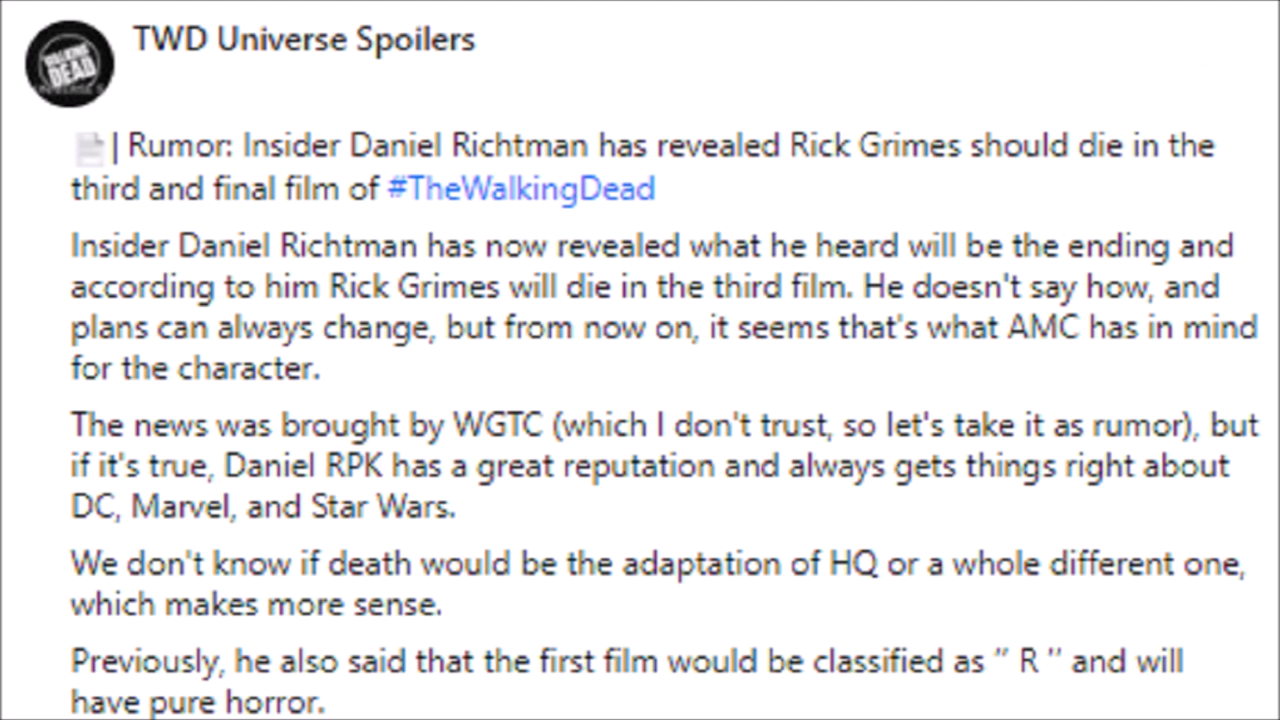 TWD Universe Spoilers
WALKING
DEAD
| Rumor: Insider Daniel Richtman has revealed Rick Grimes should die in the
third and final film of #TheWalkingDead
Insider Daniel Richtman has now revealed what he heard will be the ending and
according to him Rick Grimes will die in the third film. He doesn't say how, and
plans can always change, but from now on, it seems that's what AMC has in mind
for the character.
The news was brought by WGTC (which I don't trust, so let's take it as rumor), but
if it's true, Daniel RPK has a great reputation and always gets things right about
DC, Marvel, and Star Wars.
We don't know if death would be the adaptation of HQ or a whole different one,
which makes more sense.
Previously, he also said that the first film would be classified as " R " and will
have pure horror.